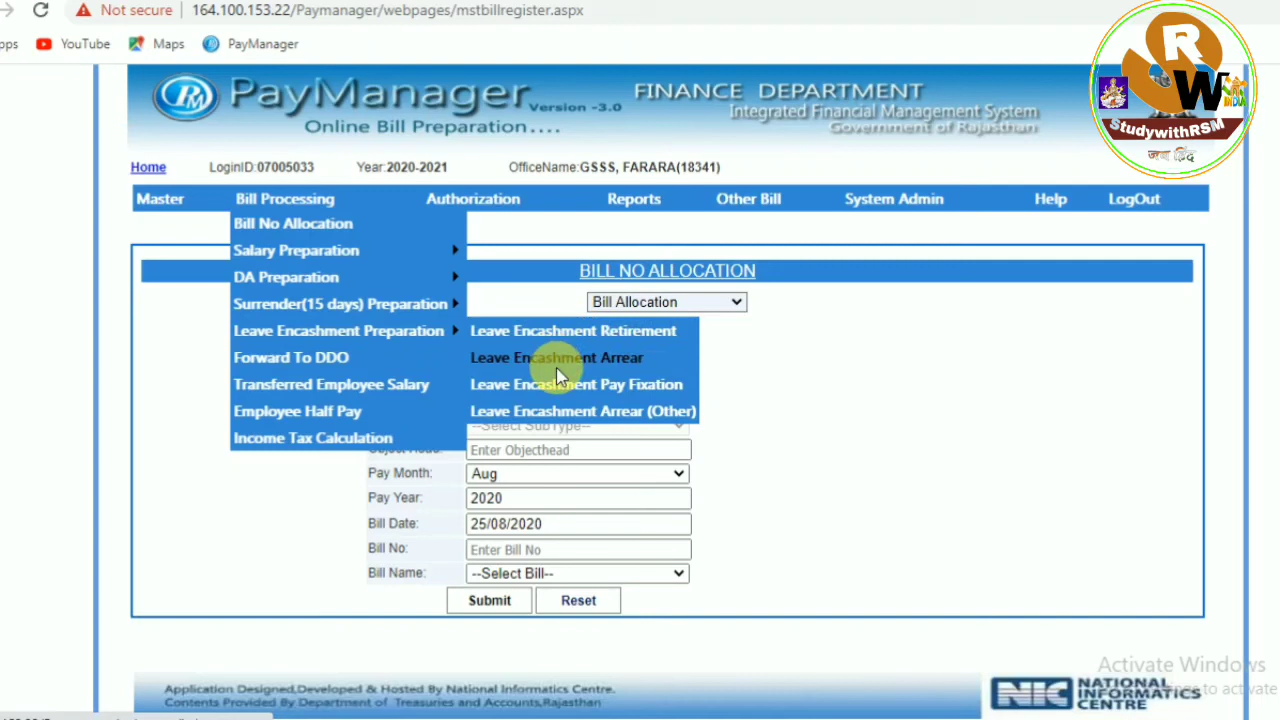 Not secure 164.100.153.22/Paymanager/webpages/mstbillregister.aspx
pps YouTube Maps PayManager
PM PayManager Version -3.0
Online Bill Preparation....
FINANCE DEPARTMENT
Integrated Financial Management System
Government of Rajasthan
R
W
INDIA
StudywithRSM
जय हिंद
Home LoginID:07005033 Year:2020-2021 OfficeName:GSSS, FARARA(18341)
Master Bill Processing Authorization Reports Other Bill System Admin Help LogOut
Bill No Allocation
Salary Preparation
DA Preparation
Surrender(15 days) Preparation
Leave Encashment Preparation
Forward To DDO
Transferred Employee Salary
Employee Half Pay
Income Tax Calculation
Leave Encashment Retirement
Leave Encashment Arrear
Leave Encashment Pay Fixation
Leave Encashment Arrear (Other)
BILL NO ALLOCATION
Bill Allocation
--Select SubType--
Enter Objecthead
Pay Month: Aug
Pay Year: 2020
Bill Date: 25/08/2020
Bill No: Enter Bill No
Bill Name: --Select Bill--
Submit Reset
Application Designed,Developed & Hosted By National Informatics Centre.
Contents Provided By Department of Treasuries and Accounts,Rajasthan
NIC NATIONAL
INFORMATICS
CENTRE
Activate Windows
to activate